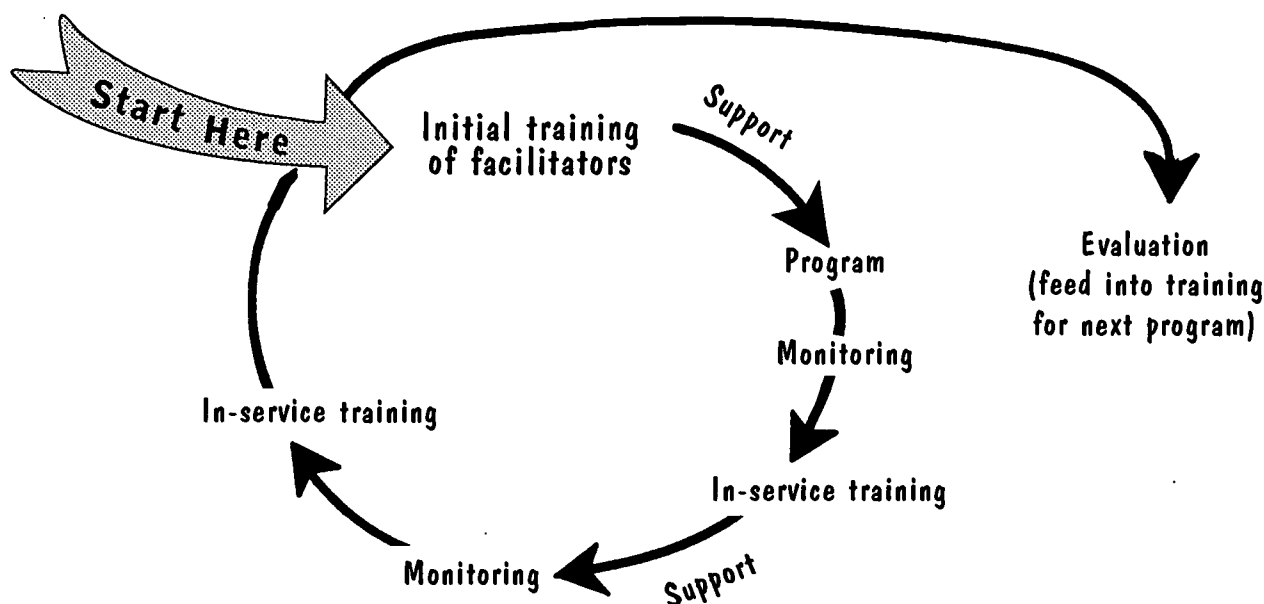 Start Here
Initial training
of facilitators
Support
Program
Monitoring
In-service training
Support
Monitoring
In-service training
Evaluation
(feed into training
for next program)